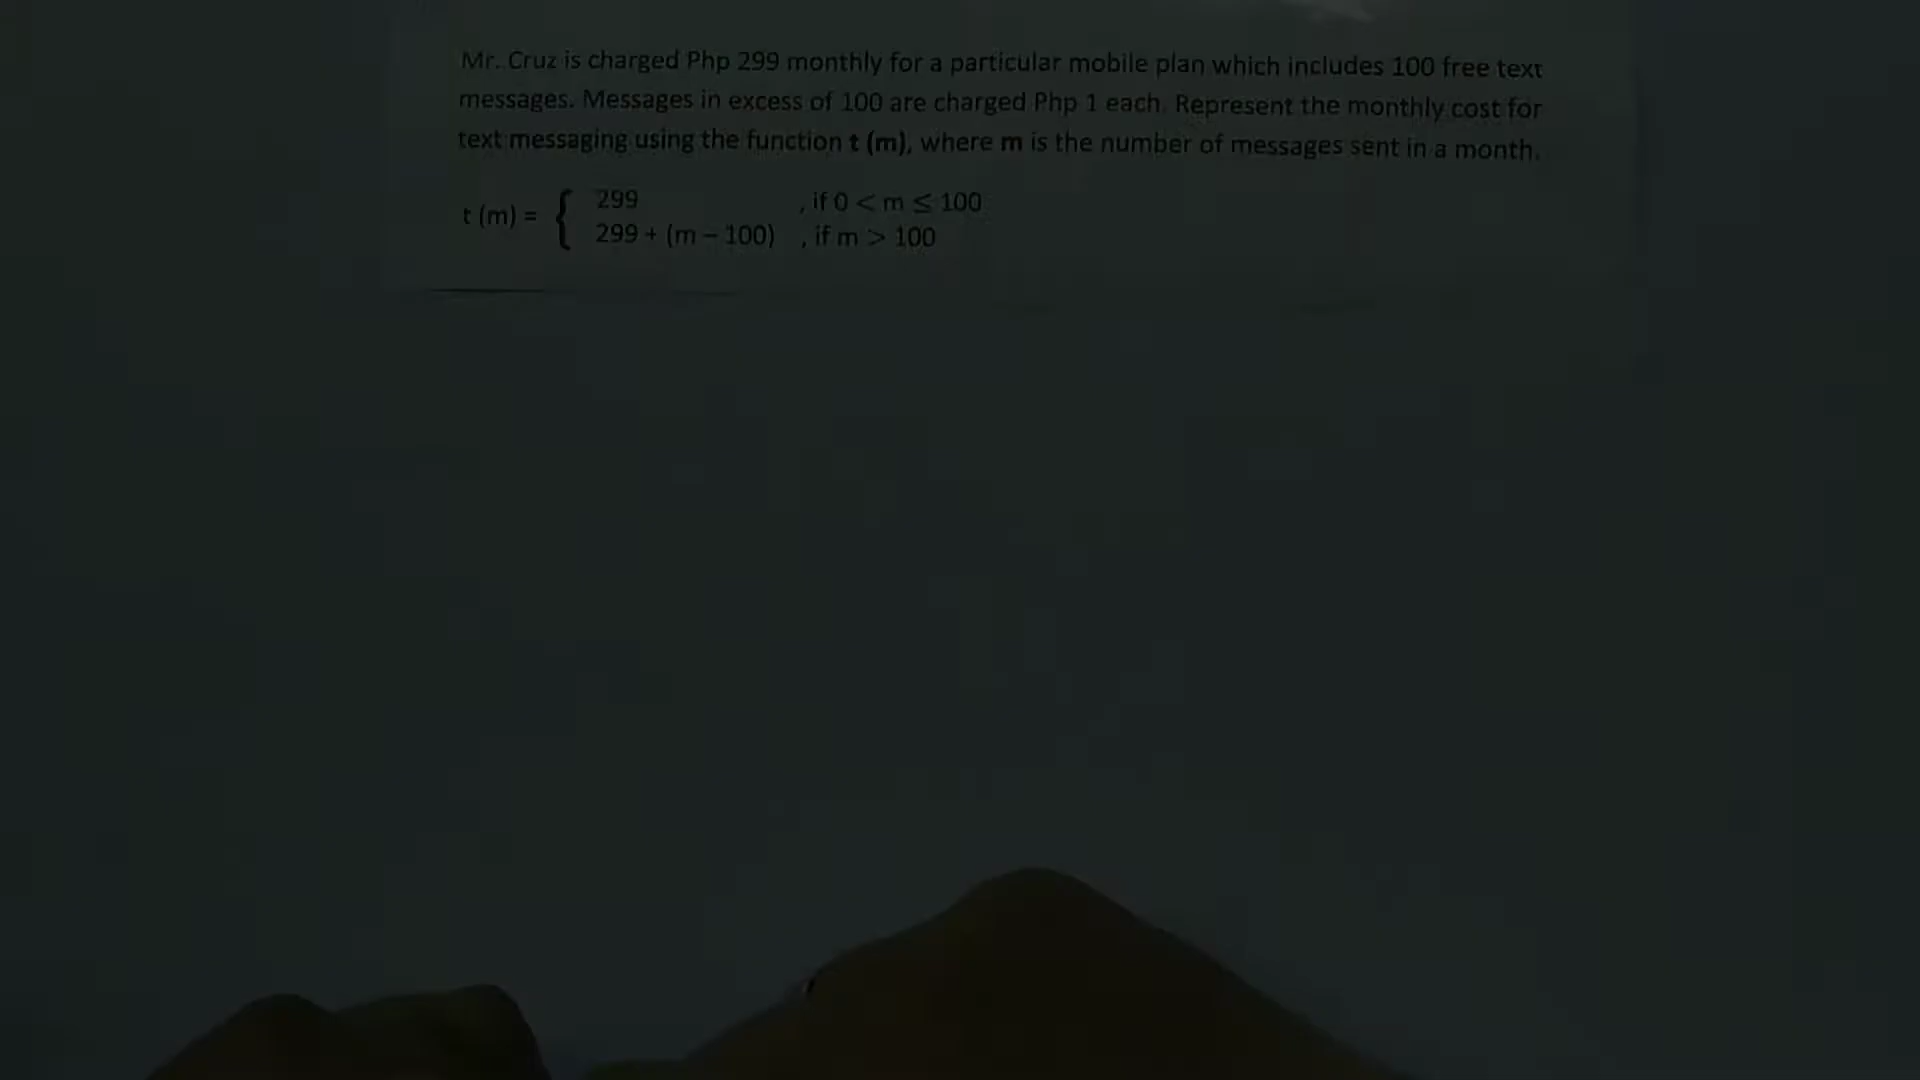 Mr. Cruz is charged Php 299 monthly for a particular mobile plan which includes 100 free text
messages. Messages in excess of 100 are charged Php 1 each. Represent the monthly cost for
text messaging using the function t (m), where m is the number of messages sent in a month.
t (m) = { 299 , if 0 < m ≤ 100
299 + (m – 100) , if m > 100